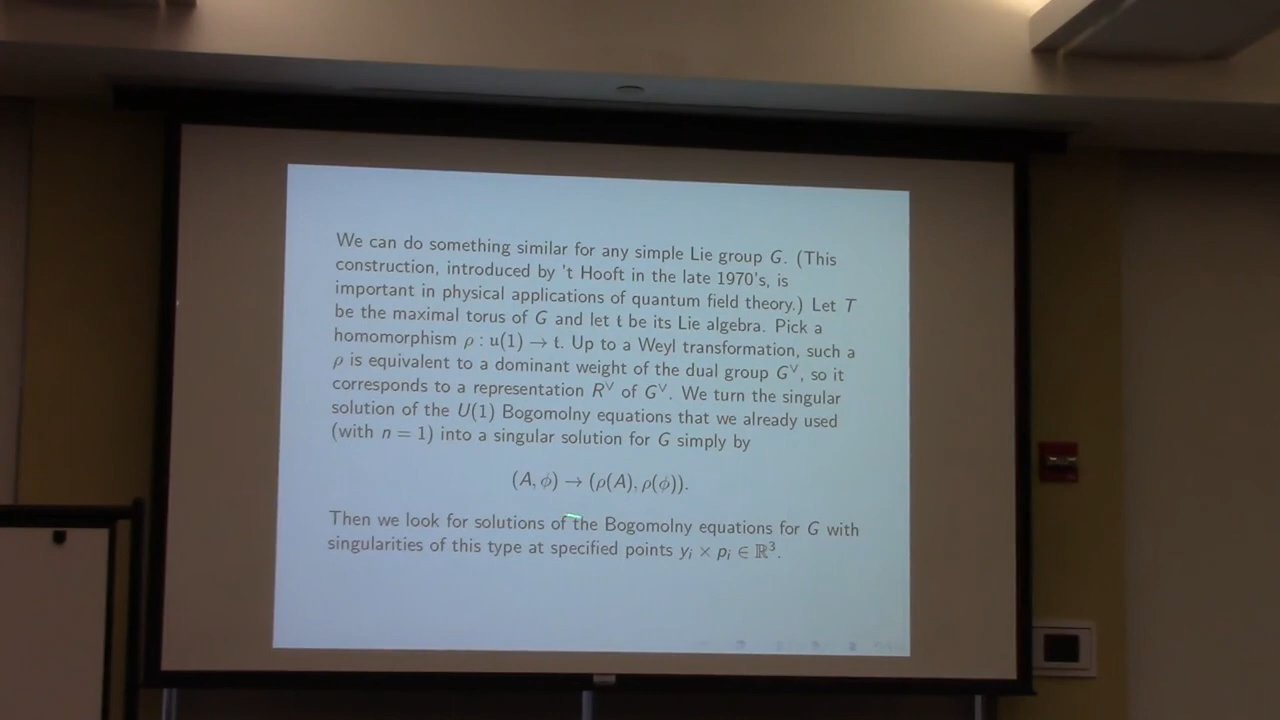 We can do something similar for any simple Lie group G. (This
construction, introduced by 't Hooft in the late 1970's, is
important in physical applications of quantum field theory.) Let T
be the maximal torus of G and let 𝔱 be its Lie algebra. Pick a
homomorphism ρ : 𝔲(1) → 𝔱. Up to a Weyl transformation, such a
ρ is equivalent to a dominant weight of the dual group G^∨, so it
corresponds to a representation R^∨ of G^∨. We turn the singular
solution of the U(1) Bogomolny equations that we already used
(with n = 1) into a singular solution for G simply by
(A, ϕ) → (ρ(A), ρ(ϕ)).
Then we look for solutions of the Bogomolny equations for G with
singularities of this type at specified points y_i × p_i ∈ ℝ³.